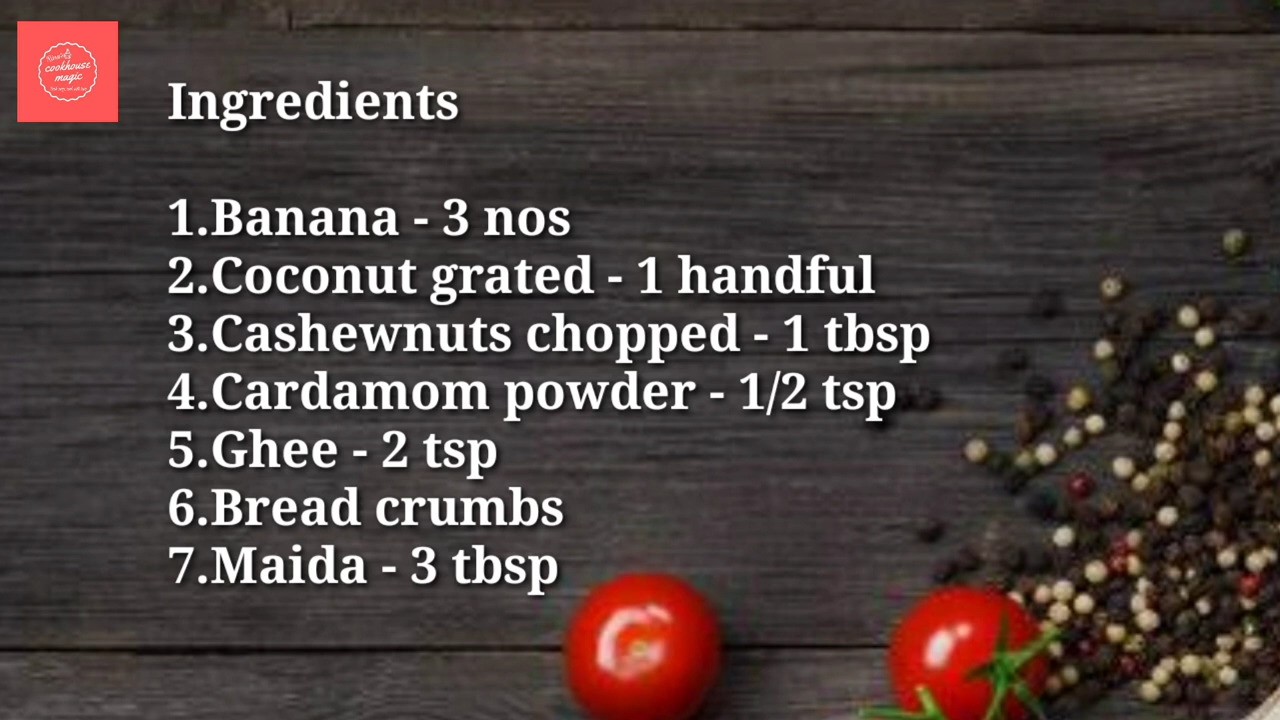 cookhouse
magic
Ingredients
1.Banana - 3 nos
2.Coconut grated - 1 handful
3.Cashewnuts chopped - 1 tbsp
4.Cardamom powder - 1/2 tsp
5.Ghee - 2 tsp
6.Bread crumbs
7.Maida - 3 tbsp